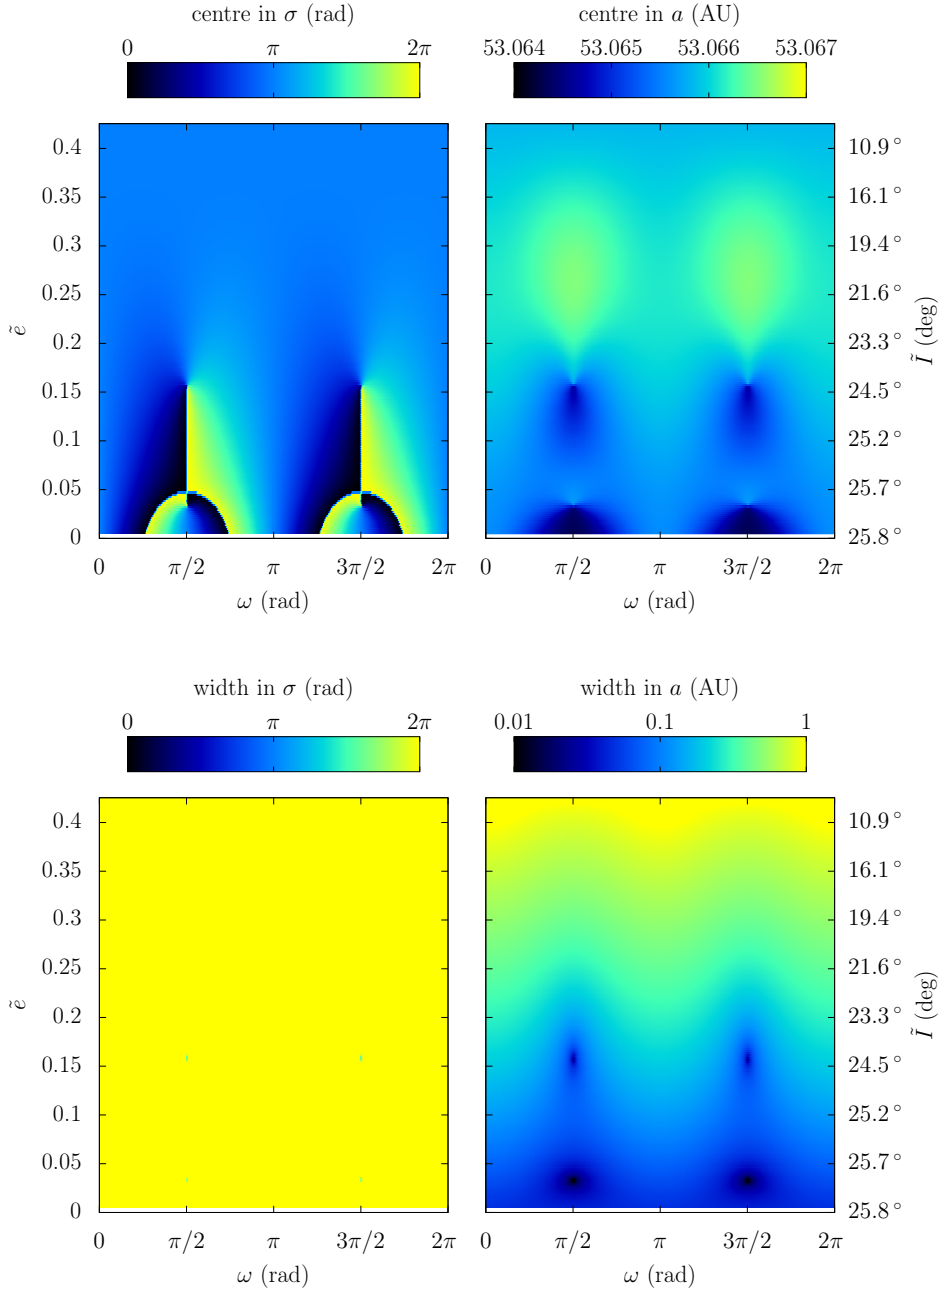 centre in σ (rad)
0 π 2π
centre in a (AU)
53.064 53.065 53.066 53.067
0.4
0.35
0.3
0.25
0.2
0.15
0.1
0.05
0
ẽ
0 π/2 π 3π/2 2π
ω (rad)
10.9°
16.1°
19.4°
21.6°
23.3°
24.5°
25.2°
25.7°
25.8°
Ĩ (deg)
0 π/2 π 3π/2 2π
ω (rad)
width in σ (rad)
0 π 2π
width in a (AU)
0.01 0.1 1
0.4
0.35
0.3
0.25
0.2
0.15
0.1
0.05
0
ẽ
0 π/2 π 3π/2 2π
ω (rad)
10.9°
16.1°
19.4°
21.6°
23.3°
24.5°
25.2°
25.7°
25.8°
Ĩ (deg)
0 π/2 π 3π/2 2π
ω (rad)